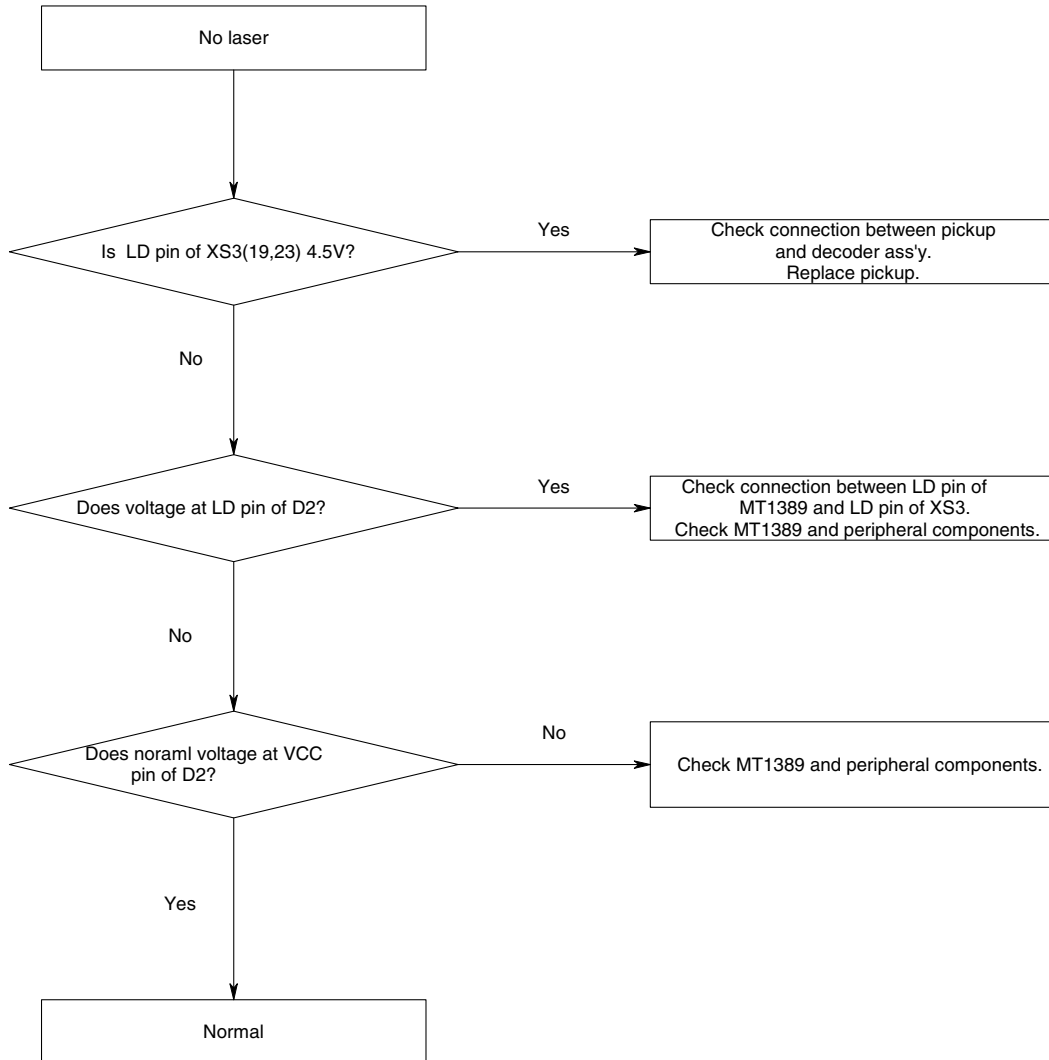 No laser
Is LD pin of XS3(19,23) 4.5V?
Yes
Check connection between pickup
and decoder ass'y.
Replace pickup.
No
Does voltage at LD pin of D2?
Yes
Check connection between LD pin of
MT1389 and LD pin of XS3.
Check MT1389 and peripheral components.
No
Does noraml voltage at VCC
pin of D2?
No
Check MT1389 and peripheral components.
Yes
Normal